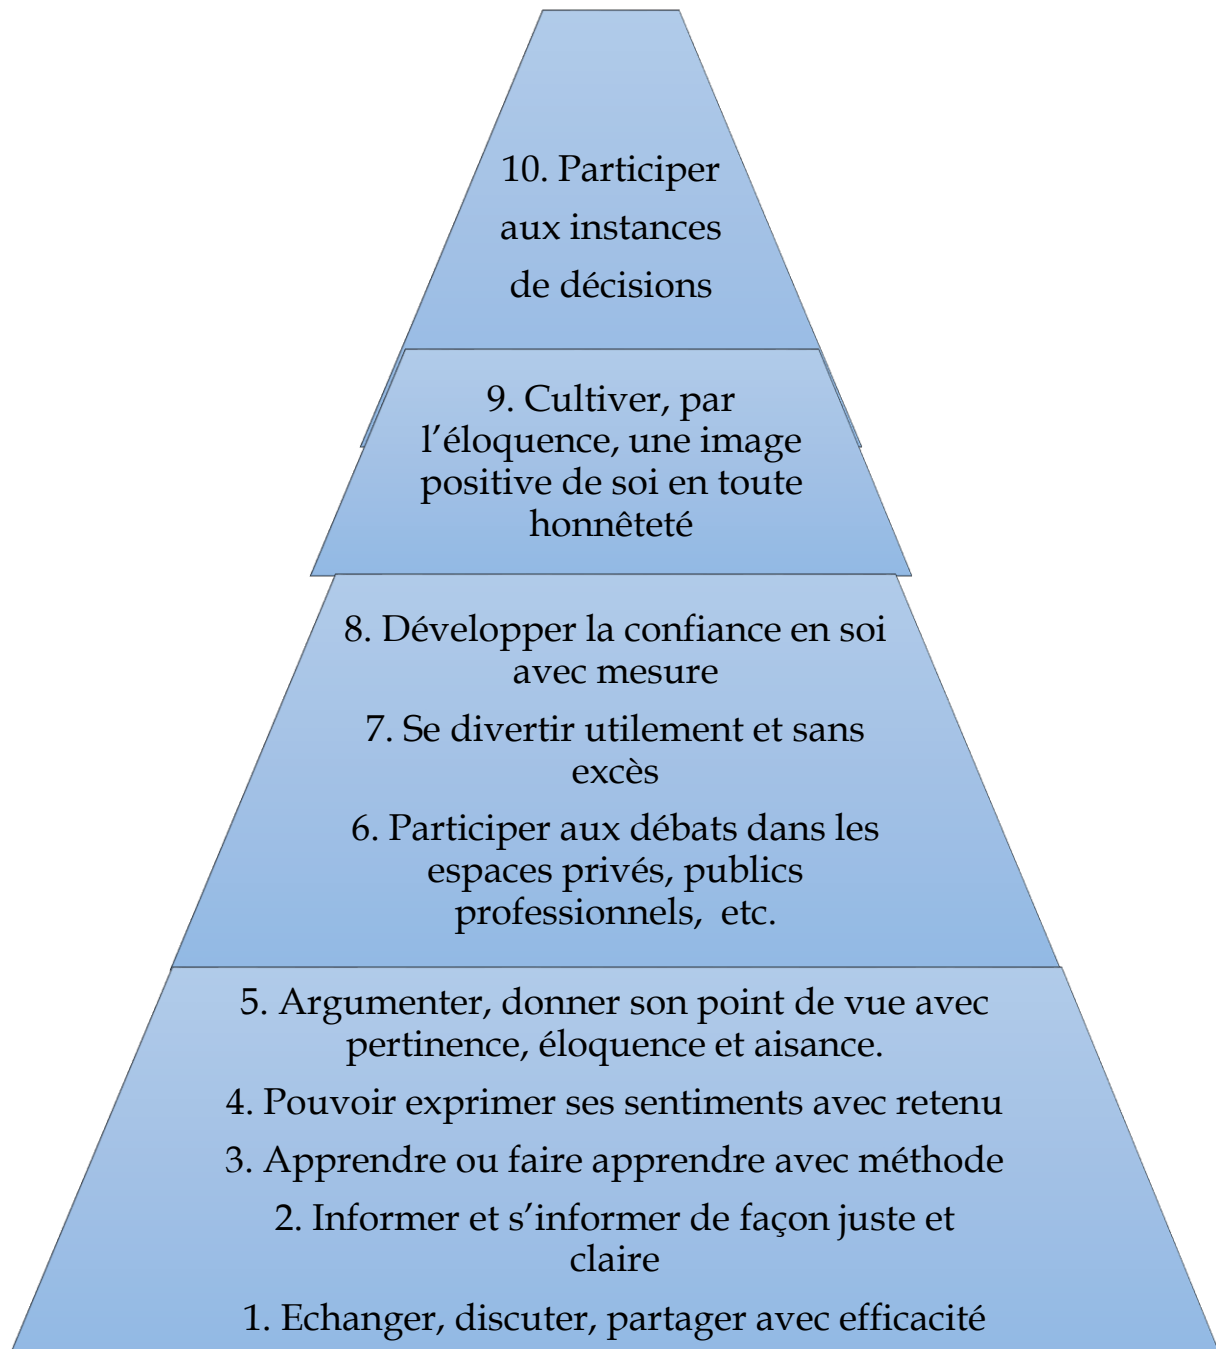 10. Participer
aux instances
de décisions
9. Cultiver, par
l’éloquence, une image
positive de soi en toute
honnêteté
8. Développer la confiance en soi
avec mesure
7. Se divertir utilement et sans
excès
6. Participer aux débats dans les
espaces privés, publics
professionnels,  etc.
5. Argumenter, donner son point de vue avec
pertinence, éloquence et aisance.
4. Pouvoir exprimer ses sentiments avec retenu
3. Apprendre ou faire apprendre avec méthode
2. Informer et s’informer de façon juste et
claire
1. Echanger, discuter, partager avec efficacité